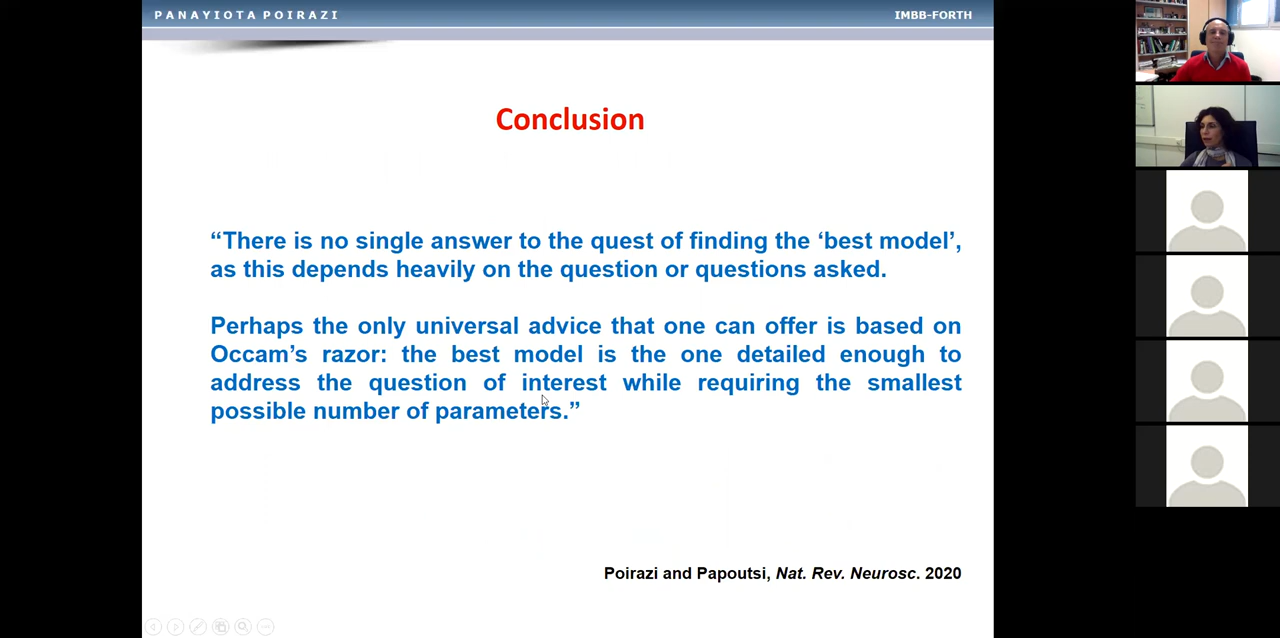 PANAYIOTA POIRAZI
IMBB-FORTH
Conclusion
“There is no single answer to the quest of finding the ‘best model’,
as this depends heavily on the question or questions asked.
Perhaps the only universal advice that one can offer is based on
Occam’s razor: the best model is the one detailed enough to
address the question of interest while requiring the smallest
possible number of parameters.”
Poirazi and Papoutsi, Nat. Rev. Neurosc. 2020